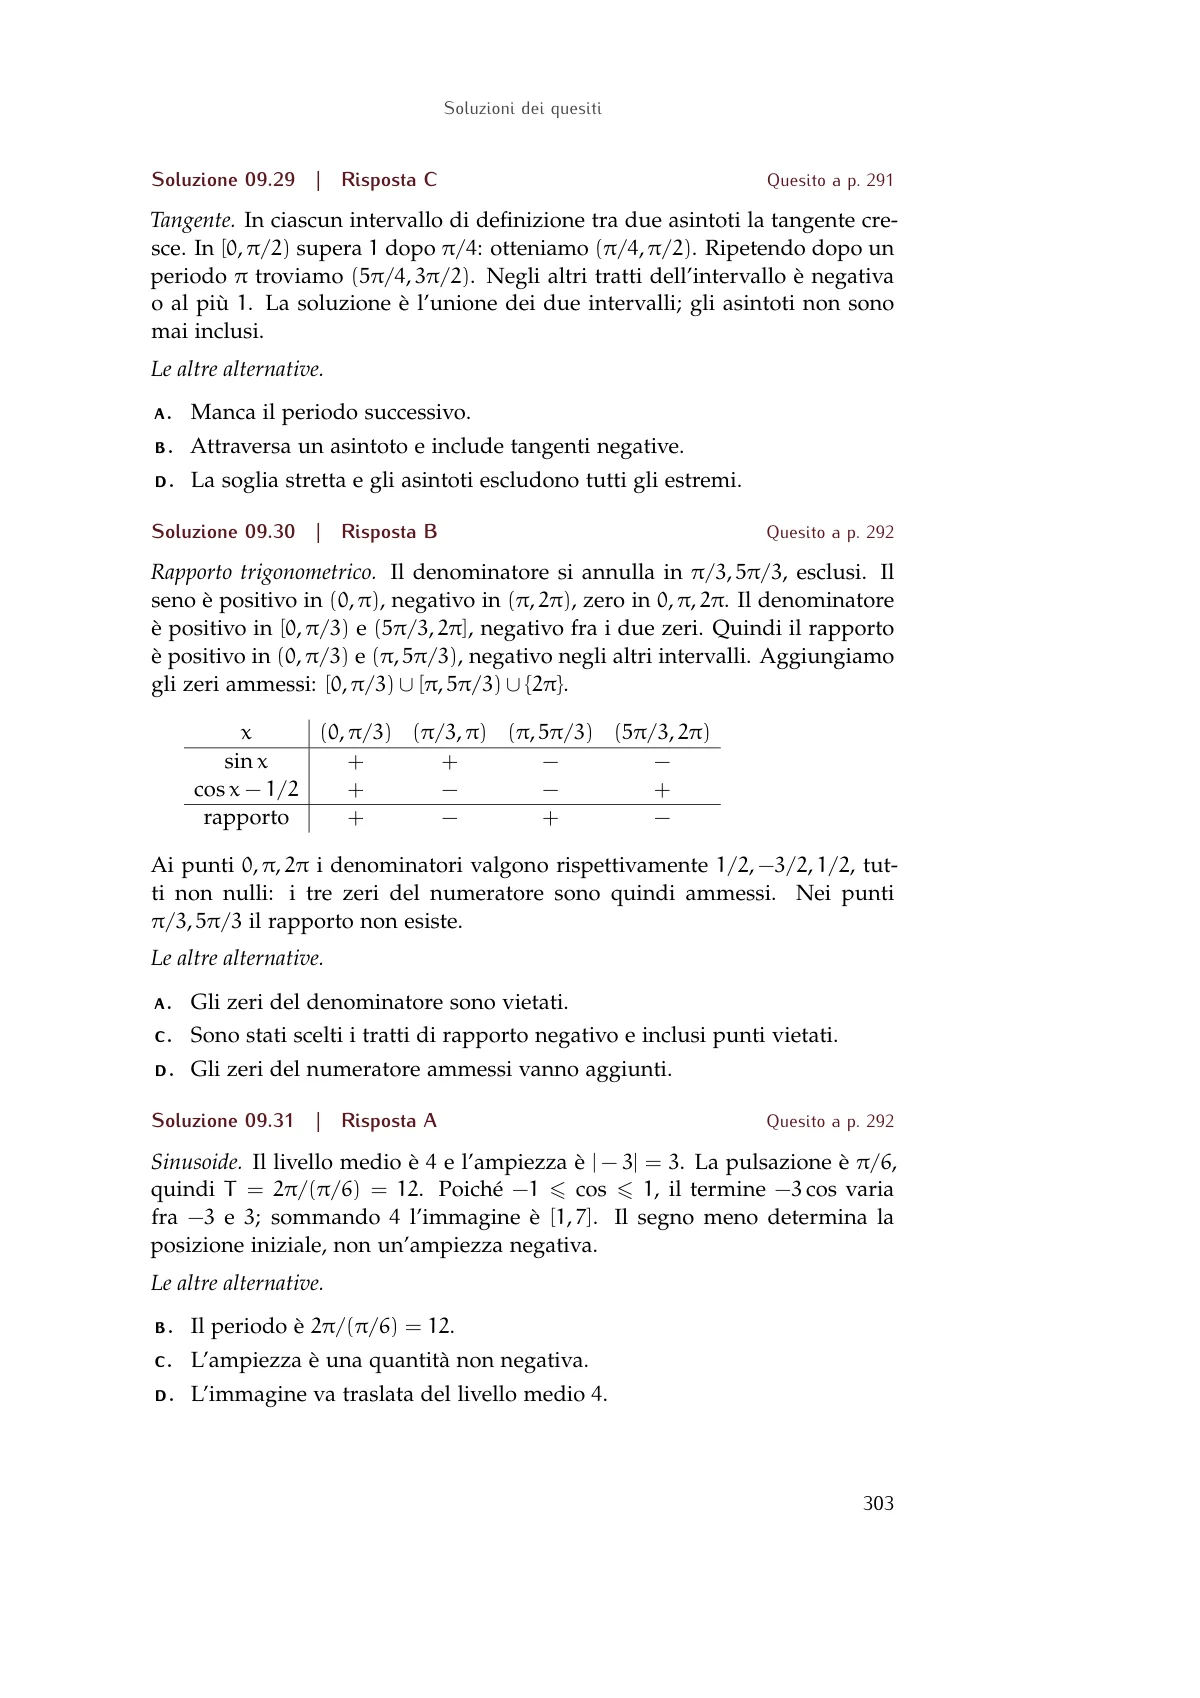 Soluzioni dei quesiti
Soluzione 09.29 | Risposta C Quesito a p. 291
Tangente. In ciascun intervallo di definizione tra due asintoti la tangente cre-
sce. In [0, π/2) supera 1 dopo π/4: otteniamo (π/4, π/2). Ripetendo dopo un
periodo π troviamo (5π/4, 3π/2). Negli altri tratti dell’intervallo è negativa
o al più 1. La soluzione è l’unione dei due intervalli; gli asintoti non sono
mai inclusi.
Le altre alternative.
A. Manca il periodo successivo.
B. Attraversa un asintoto e include tangenti negative.
D. La soglia stretta e gli asintoti escludono tutti gli estremi.
Soluzione 09.30 | Risposta B Quesito a p. 292
Rapporto trigonometrico. Il denominatore si annulla in π/3, 5π/3, esclusi. Il
seno è positivo in (0, π), negativo in (π, 2π), zero in 0, π, 2π. Il denominatore
è positivo in [0, π/3) e (5π/3, 2π], negativo fra i due zeri. Quindi il rapporto
è positivo in (0, π/3) e (π, 5π/3), negativo negli altri intervalli. Aggiungiamo
gli zeri ammessi: [0, π/3) ∪ [π, 5π/3) ∪ {2π}.
x (0, π/3) (π/3, π) (π, 5π/3) (5π/3, 2π)
sin x + + − −
cos x − 1/2 + − − +
rapporto + − + −
Ai punti 0, π, 2π i denominatori valgono rispettivamente 1/2, −3/2, 1/2, tut-
ti non nulli: i tre zeri del numeratore sono quindi ammessi. Nei punti
π/3, 5π/3 il rapporto non esiste.
Le altre alternative.
A. Gli zeri del denominatore sono vietati.
C. Sono stati scelti i tratti di rapporto negativo e inclusi punti vietati.
D. Gli zeri del numeratore ammessi vanno aggiunti.
Soluzione 09.31 | Risposta A Quesito a p. 292
Sinusoide. Il livello medio è 4 e l’ampiezza è |− 3| = 3. La pulsazione è π/6,
quindi T = 2π/(π/6) = 12. Poiché −1 ⩽ cos ⩽ 1, il termine −3 cos varia
fra −3 e 3; sommando 4 l’immagine è [1, 7]. Il segno meno determina la
posizione iniziale, non un’ampiezza negativa.
Le altre alternative.
B. Il periodo è 2π/(π/6) = 12.
C. L’ampiezza è una quantità non negativa.
D. L’immagine va traslata del livello medio 4.
303